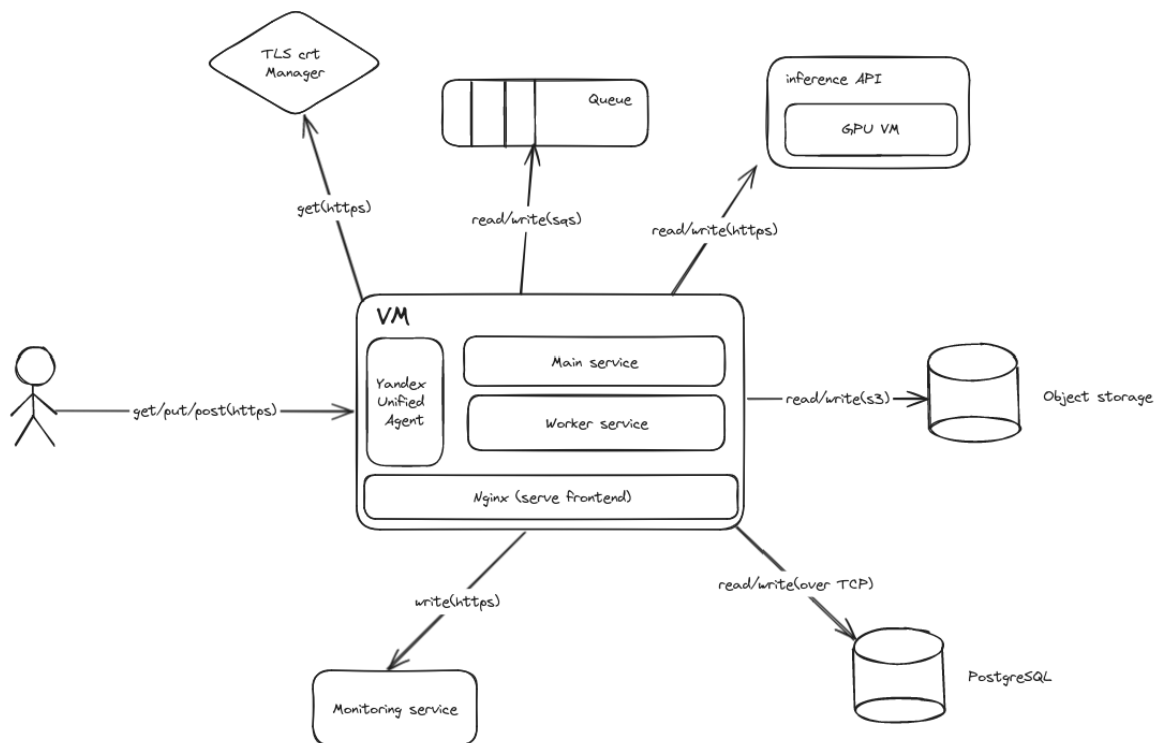 TLS crt
Manager
Queue
inference API
GPU VM
get(https)
read/write(sqs)
read/write(https)
VM
Yandex
Unified
Agent
Main service
Worker service
Nginx (serve frontend)
get/put/post(https)
read/write(s3)
Object storage
write(https)
read/write(over TCP)
Monitoring service
PostgreSQL